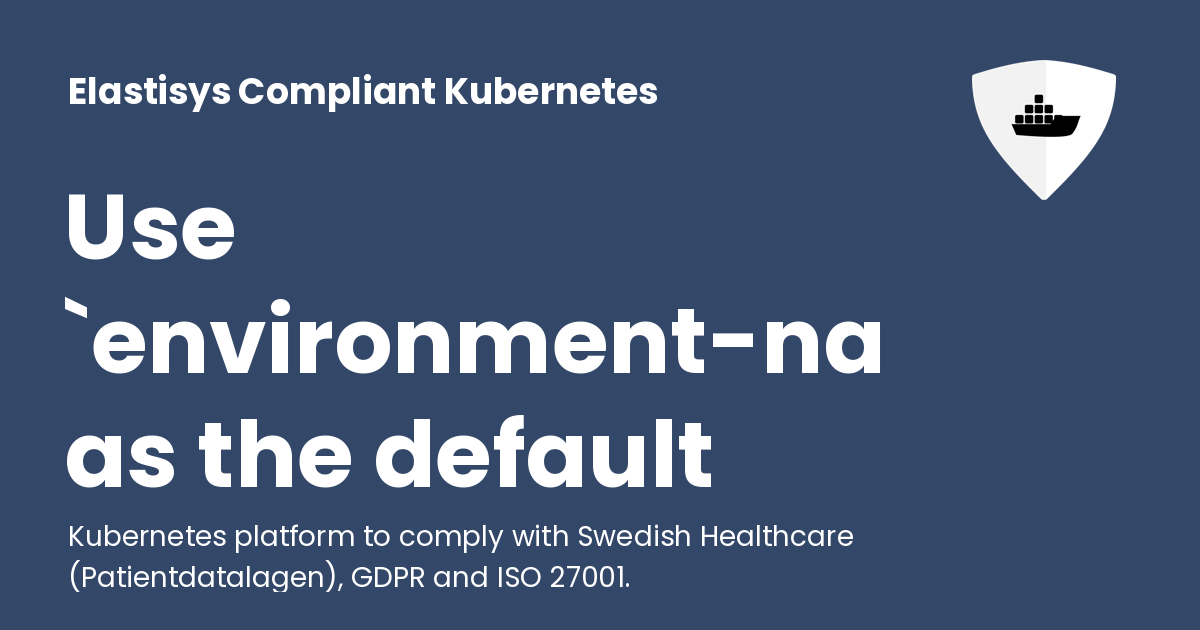 Elastisys Compliant Kubernetes
Use
`environment-na
as the default
Kubernetes platform to comply with Swedish Healthcare
(Patientdatalagen), GDPR and ISO 27001.